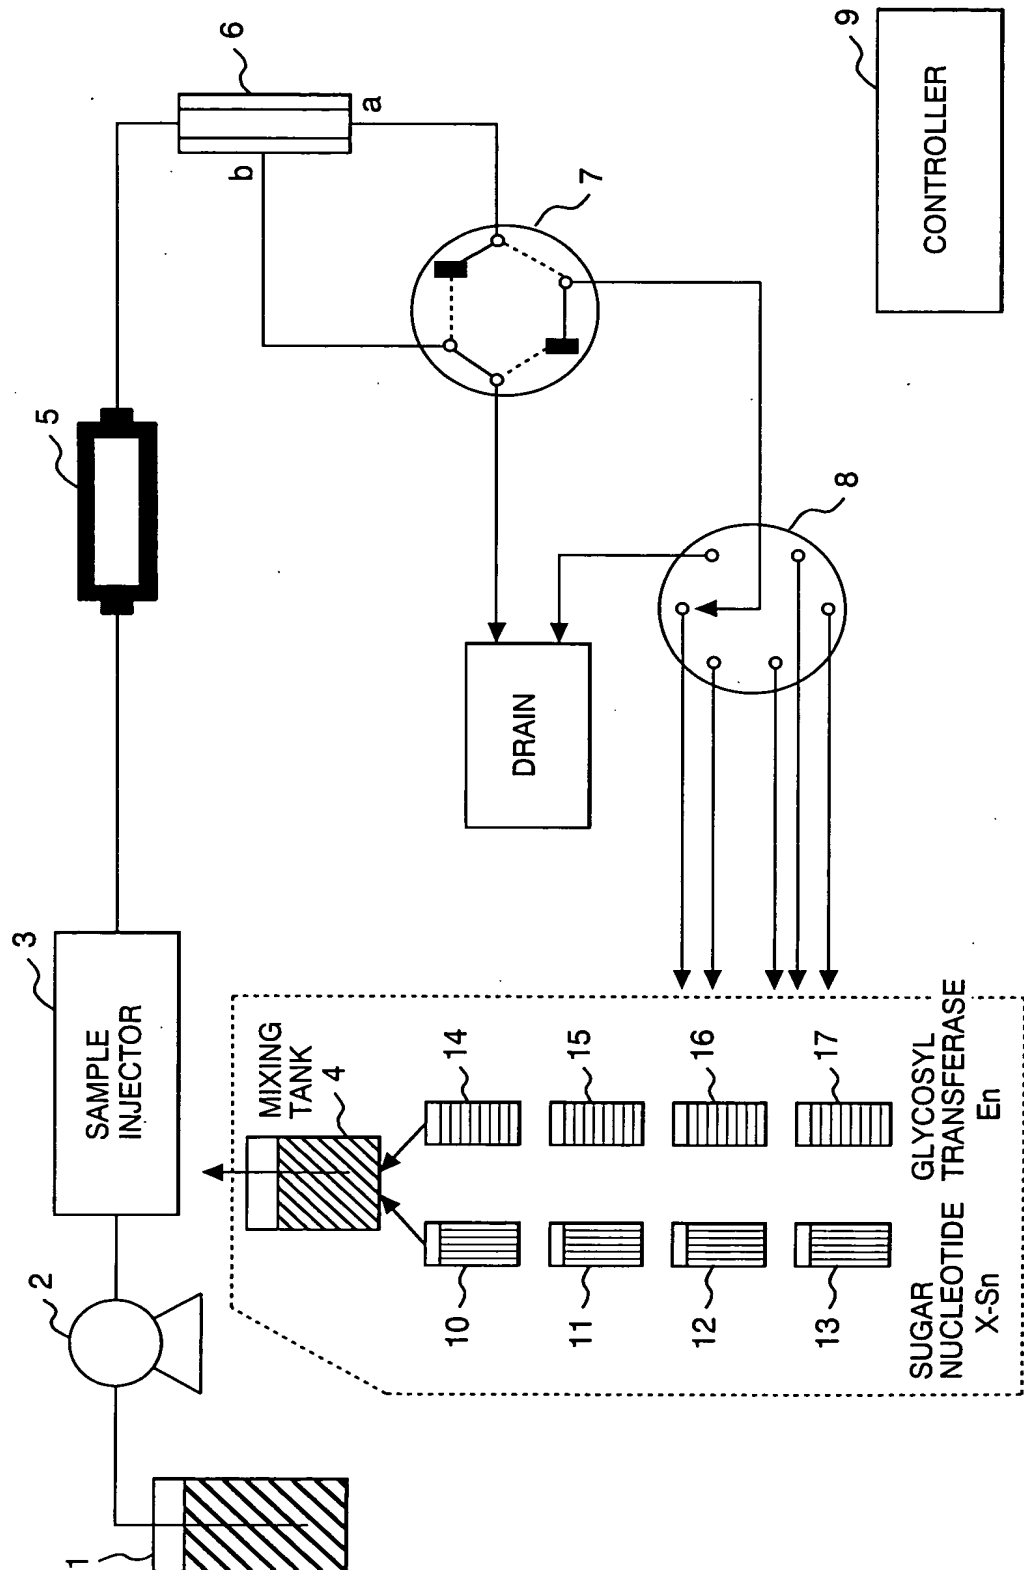 1
2
3
SAMPLE
INJECTOR
5
6
a
b
7
8
9
CONTROLLER
DRAIN
MIXING
TANK
4
10
11
12
13
14
15
16
17
SUGAR
NUCLEOTIDE
X-Sn
GLYCOSYL
TRANSFERASE
En